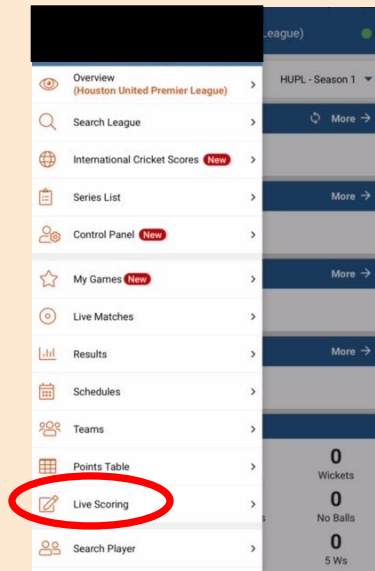 League)
Overview
(Houston United Premier League)
HUPL - Season 1
Search League
More →
International Cricket Scores New
Series List
More →
Control Panel New
My Games New
More →
Live Matches
Results
More →
Schedules
Teams
Points Table
0
Wickets
Live Scoring
0
s No Balls
Search Player
0
5 Ws